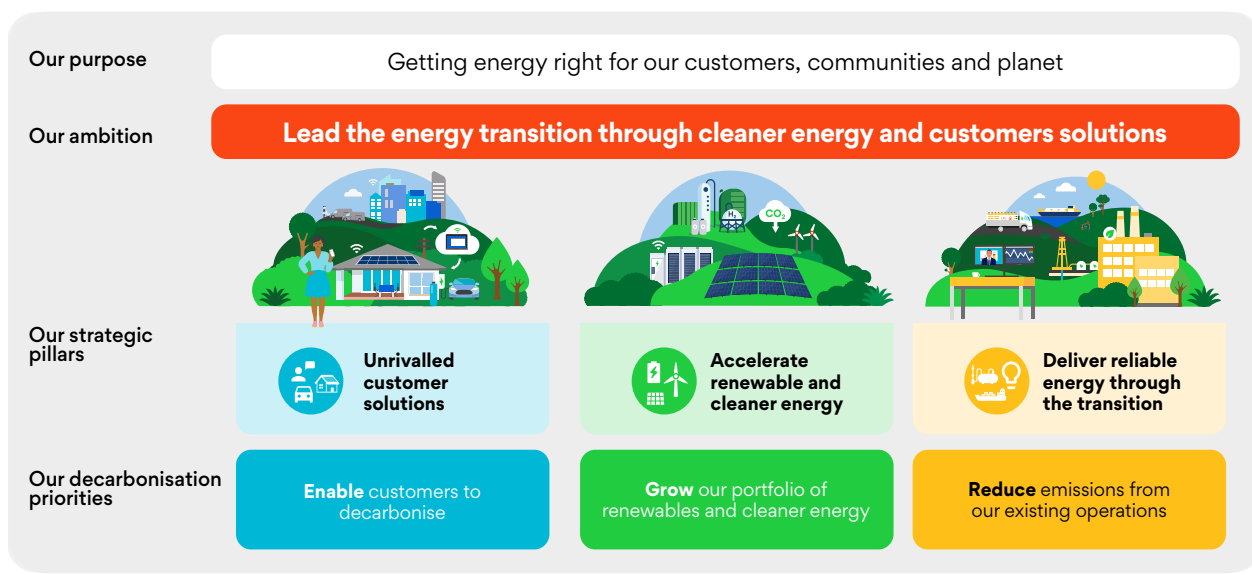 Our purpose
Getting energy right for our customers, communities and planet
Our ambition
Lead the energy transition through cleaner energy and customers solutions
H₂
CO₂
Our strategic
pillars
Unrivalled
customer
solutions
Accelerate
renewable and
cleaner energy
Deliver reliable
energy through
the transition
Our decarbonisation
priorities
Enable customers to
decarbonise
Grow our portfolio of
renewables and cleaner energy
Reduce emissions from
our existing operations